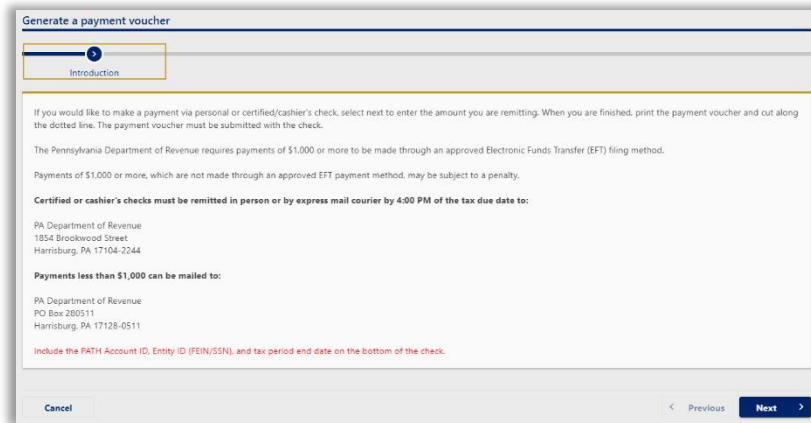 Generate a payment voucher
Introduction
If you would like to make a payment via personal or certified/cashier's check, select next to enter the amount you are remitting. When you are finished, print the payment voucher and cut along
the dotted line. The payment voucher must be submitted with the check.
The Pennsylvania Department of Revenue requires payments of $1,000 or more to be made through an approved Electronic Funds Transfer (EFT) filing method.
Payments of $1,000 or more, which are not made through an approved EFT payment method, may be subject to a penalty.
Certified or cashier's checks must be remitted in person or by express mail courier by 4:00 PM of the tax due date to:
PA Department of Revenue
1854 Brookwood Street
Harrisburg, PA 17104-2244
Payments less than $1,000 can be mailed to:
PA Department of Revenue
PO Box 280511
Harrisburg, PA 17128-0511
Include the PATH Account ID, Entity ID (FEIN/SSN), and tax period end date on the bottom of the check.
Cancel
Previous
Next